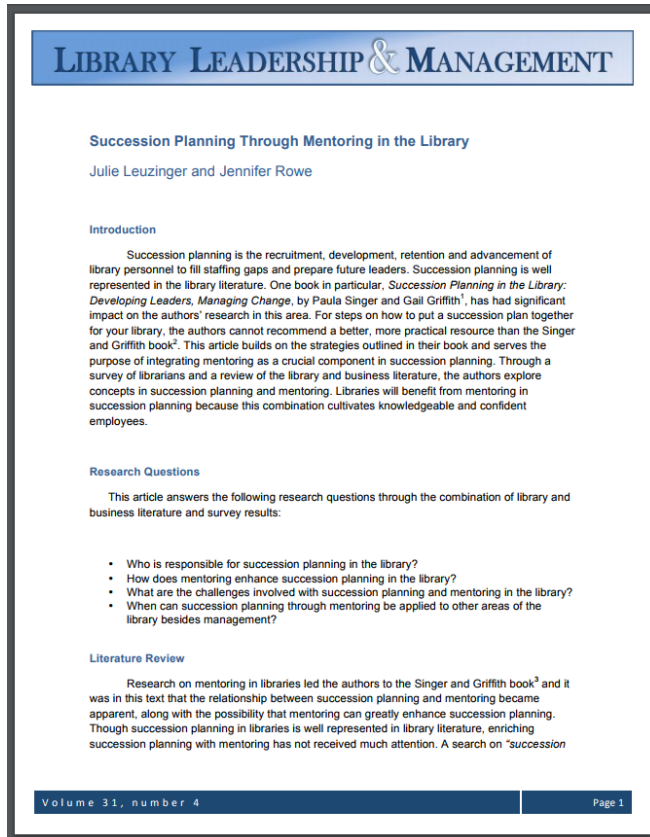 LIBRARY LEADERSHIP & MANAGEMENT
Succession Planning Through Mentoring in the Library
Julie Leuzinger and Jennifer Rowe
Introduction
Succession planning is the recruitment, development, retention and advancement of
library personnel to fill staffing gaps and prepare future leaders. Succession planning is well
represented in the library literature. One book in particular, Succession Planning in the Library:
Developing Leaders, Managing Change, by Paula Singer and Gail Griffith1, has had significant
impact on the authors' research in this area. For steps on how to put a succession plan together
for your library, the authors cannot recommend a better, more practical resource than the Singer
and Griffith book2. This article builds on the strategies outlined in their book and serves the
purpose of integrating mentoring as a crucial component in succession planning. Through a
survey of librarians and a review of the library and business literature, the authors explore
concepts in succession planning and mentoring. Libraries will benefit from mentoring in
succession planning because this combination cultivates knowledgeable and confident
employees.
Research Questions
This article answers the following research questions through the combination of library and
business literature and survey results:
• Who is responsible for succession planning in the library?
• How does mentoring enhance succession planning in the library?
• What are the challenges involved with succession planning and mentoring in the library?
• When can succession planning through mentoring be applied to other areas of the
library besides management?
Literature Review
Research on mentoring in libraries led the authors to the Singer and Griffith book3 and it
was in this text that the relationship between succession planning and mentoring became
apparent, along with the possibility that mentoring can greatly enhance succession planning.
Though succession planning in libraries is well represented in library literature, enriching
succession planning with mentoring has not received much attention. A search on "succession
Volume 31, number 4 Page 1